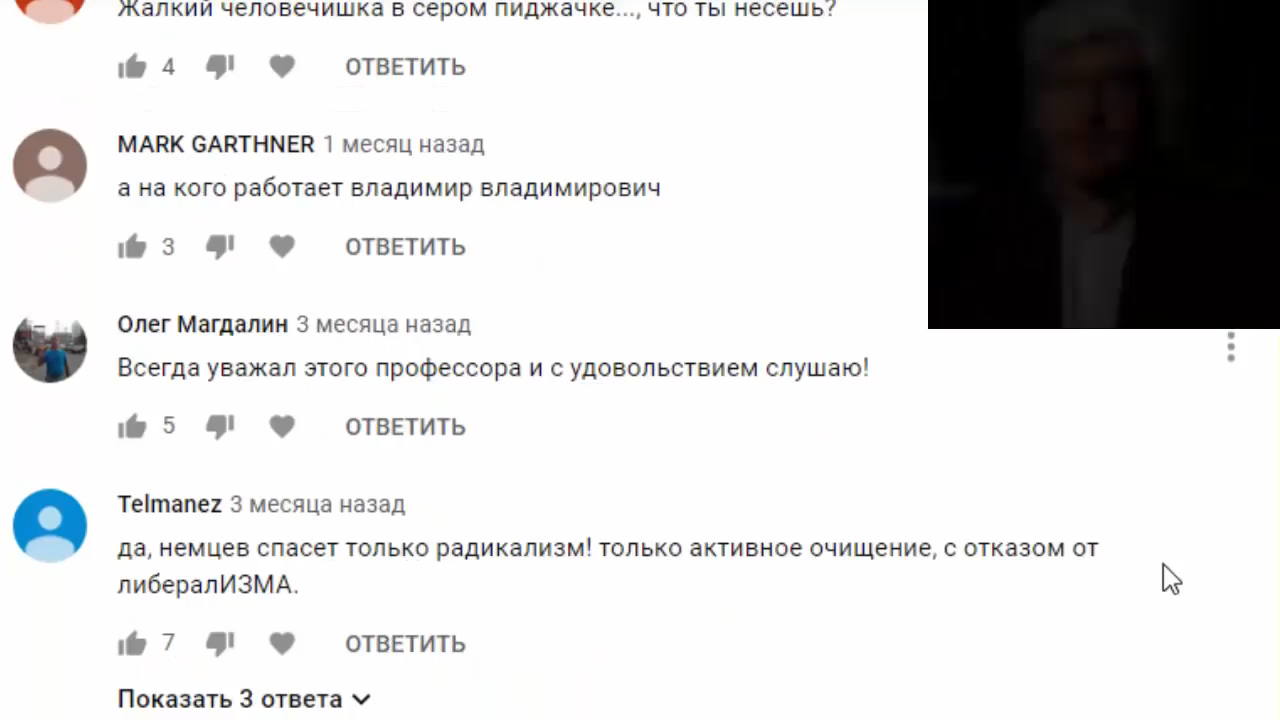 Жалкий человечишка в сером пиджачке..., что ты несешь?
4 ОТВЕТИТЬ
MARK GARTHNER 1 месяц назад
а на кого работает владимир владимирович
3 ОТВЕТИТЬ
Олег Магдалин 3 месяца назад
Всегда уважал этого профессора и с удовольствием слушаю!
5 ОТВЕТИТЬ
Telmanez 3 месяца назад
да, немцев спасет только радикализм! только активное очищение, с отказом от
либералИЗМА.
7 ОТВЕТИТЬ
Показать 3 ответа